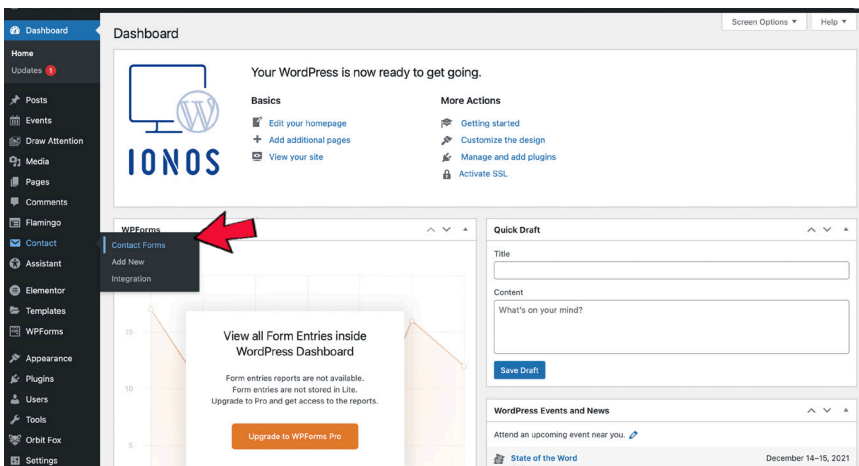 Dashboard
Home
Updates 1
Posts
Events
Draw Attention
Media
Pages
Comments
Flamingo
Contact
Assistant
Elementor
Templates
WPForms
Appearance
Plugins
Users
Tools
Orbit Fox
Settings
Contact Forms
Add New
Integration
Screen Options
Help
Dashboard
IONOS
Your WordPress is now ready to get going.
Basics
Edit your homepage
Add additional pages
View your site
More Actions
Getting started
Customize the design
Manage and add plugins
Activate SSL
WPForms
15
10
5
View all Form Entries inside
WordPress Dashboard
Form entries reports are not available.
Form entries are not stored in Lite.
Upgrade to Pro and get access to the reports.
Upgrade to WPForms Pro
Quick Draft
Title
Content
What's on your mind?
Save Draft
WordPress Events and News
Attend an upcoming event near you.
State of the Word
December 14–15, 2021